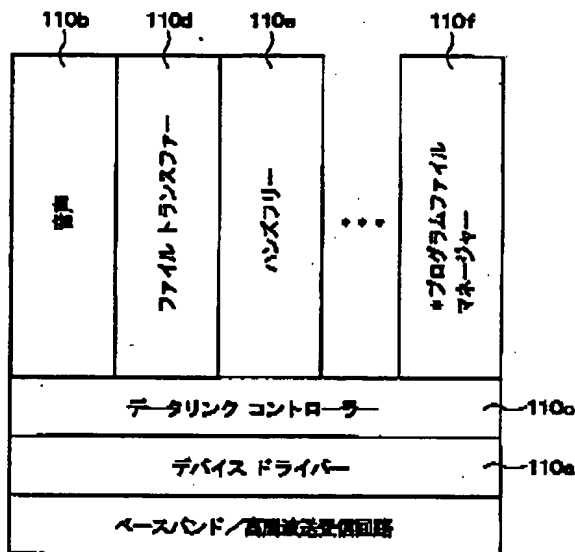 110b 110d 110e 110f
音声
ファイル トランスファー
ハンズフリー
・・・
*プログラムファイル
マネージャー
データリンク コントローラ
110c
デバイス ドライバー
110a
ベースバンド/高周波送受信回路